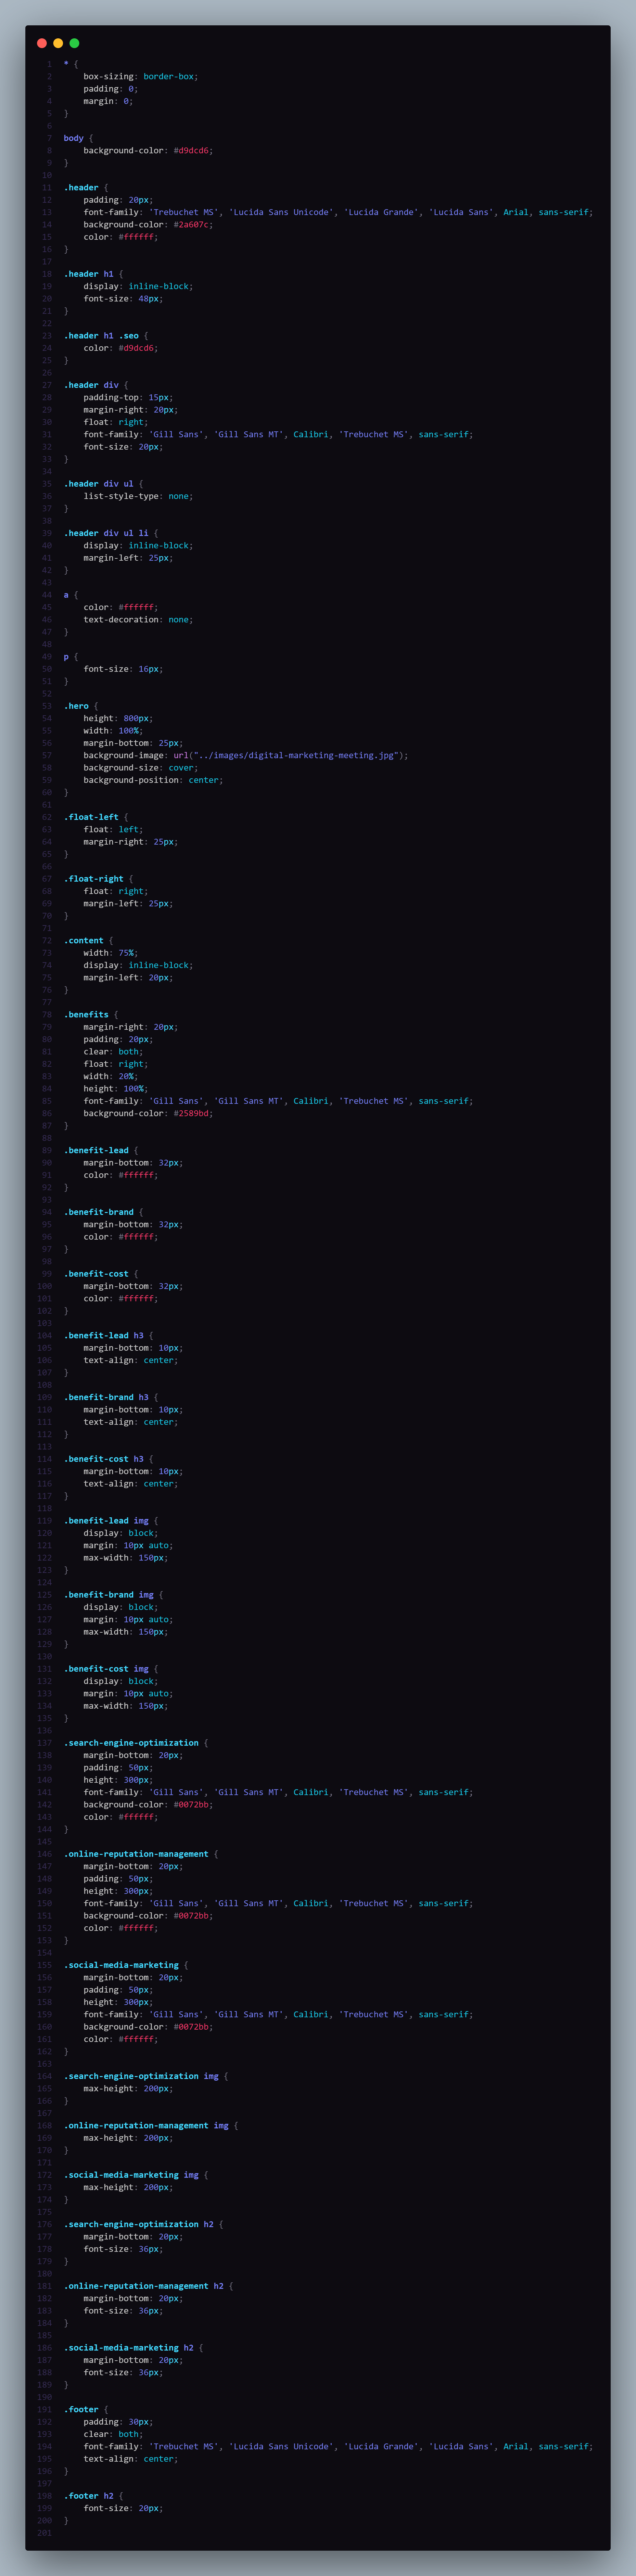 1 * {
2     box-sizing: border-box;
3     padding: 0;
4     margin: 0;
5 }
6
7 body {
8     background-color: #d9dcd6;
9 }
10
11 .header {
12     padding: 20px;
13     font-family: 'Trebuchet MS', 'Lucida Sans Unicode', 'Lucida Grande', 'Lucida Sans', Arial, sans-serif;
14     background-color: #2a607c;
15     color: #ffffff;
16 }
17
18 .header h1 {
19     display: inline-block;
20     font-size: 48px;
21 }
22
23 .header h1 .seo {
24     color: #d9dcd6;
25 }
26
27 .header div {
28     padding-top: 15px;
29     margin-right: 20px;
30     float: right;
31     font-family: 'Gill Sans', 'Gill Sans MT', Calibri, 'Trebuchet MS', sans-serif;
32     font-size: 20px;
33 }
34
35 .header div ul {
36     list-style-type: none;
37 }
38
39 .header div ul li {
40     display: inline-block;
41     margin-left: 25px;
42 }
43
44 a {
45     color: #ffffff;
46     text-decoration: none;
47 }
48
49 p {
50     font-size: 16px;
51 }
52
53 .hero {
54     height: 800px;
55     width: 100%;
56     margin-bottom: 25px;
57     background-image: url("../images/digital-marketing-meeting.jpg");
58     background-size: cover;
59     background-position: center;
60 }
61
62 .float-left {
63     float: left;
64     margin-right: 25px;
65 }
66
67 .float-right {
68     float: right;
69     margin-left: 25px;
70 }
71
72 .content {
73     width: 75%;
74     display: inline-block;
75     margin-left: 20px;
76 }
77
78 .benefits {
79     margin-right: 20px;
80     padding: 20px;
81     clear: both;
82     float: right;
83     width: 20%;
84     height: 100%;
85     font-family: 'Gill Sans', 'Gill Sans MT', Calibri, 'Trebuchet MS', sans-serif;
86     background-color: #2589bd;
87 }
88
89 .benefit-lead {
90     margin-bottom: 32px;
91     color: #ffffff;
92 }
93
94 .benefit-brand {
95     margin-bottom: 32px;
96     color: #ffffff;
97 }
98
99 .benefit-cost {
100     margin-bottom: 32px;
101     color: #ffffff;
102 }
103
104 .benefit-lead h3 {
105     margin-bottom: 10px;
106     text-align: center;
107 }
108
109 .benefit-brand h3 {
110     margin-bottom: 10px;
111     text-align: center;
112 }
113
114 .benefit-cost h3 {
115     margin-bottom: 10px;
116     text-align: center;
117 }
118
119 .benefit-lead img {
120     display: block;
121     margin: 10px auto;
122     max-width: 150px;
123 }
124
125 .benefit-brand img {
126     display: block;
127     margin: 10px auto;
128     max-width: 150px;
129 }
130
131 .benefit-cost img {
132     display: block;
133     margin: 10px auto;
134     max-width: 150px;
135 }
136
137 .search-engine-optimization {
138     margin-bottom: 20px;
139     padding: 50px;
140     height: 300px;
141     font-family: 'Gill Sans', 'Gill Sans MT', Calibri, 'Trebuchet MS', sans-serif;
142     background-color: #0072bb;
143     color: #ffffff;
144 }
145
146 .online-reputation-management {
147     margin-bottom: 20px;
148     padding: 50px;
149     height: 300px;
150     font-family: 'Gill Sans', 'Gill Sans MT', Calibri, 'Trebuchet MS', sans-serif;
151     background-color: #0072bb;
152     color: #ffffff;
153 }
154
155 .social-media-marketing {
156     margin-bottom: 20px;
157     padding: 50px;
158     height: 300px;
159     font-family: 'Gill Sans', 'Gill Sans MT', Calibri, 'Trebuchet MS', sans-serif;
160     background-color: #0072bb;
161     color: #ffffff;
162 }
163
164 .search-engine-optimization img {
165     max-height: 200px;
166 }
167
168 .online-reputation-management img {
169     max-height: 200px;
170 }
171
172 .social-media-marketing img {
173     max-height: 200px;
174 }
175
176 .search-engine-optimization h2 {
177     margin-bottom: 20px;
178     font-size: 36px;
179 }
180
181 .online-reputation-management h2 {
182     margin-bottom: 20px;
183     font-size: 36px;
184 }
185
186 .social-media-marketing h2 {
187     margin-bottom: 20px;
188     font-size: 36px;
189 }
190
191 .footer {
192     padding: 30px;
193     clear: both;
194     font-family: 'Trebuchet MS', 'Lucida Sans Unicode', 'Lucida Grande', 'Lucida Sans', Arial, sans-serif;
195     text-align: center;
196 }
197
198 .footer h2 {
199     font-size: 20px;
200 }
201